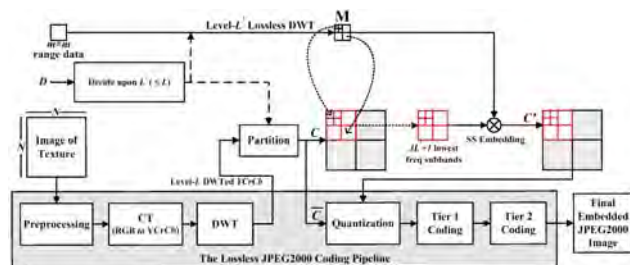 M
Level-L' Lossless DWT
m×m
range data
D
Decide upon L' (≤ L)
N
N
Image of
Texture
Partition
C
SS Embedding
C'
3L'+1 lowest
freq subbands
Level-L DWTed YCrCb
C
Preprocessing
CT
(RGB to YCrCb)
DWT
Quantization
Tier 1
Coding
Tier 2
Coding
Final
Embedded
JPEG2000
Image
The Lossless JPEG2000 Coding Pipeline